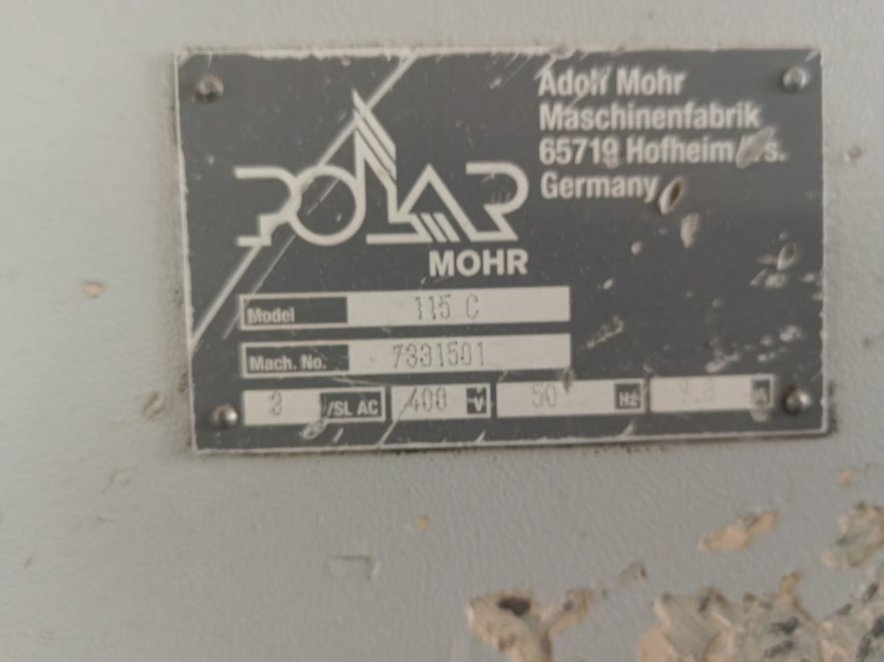 POLAR
MOHR
Adolf Mohr
Maschinenfabrik
65719 Hofheim
Germany
Model 115 C
Mach. No. 7331501
3 /SL AC 400 V 50 Hz A